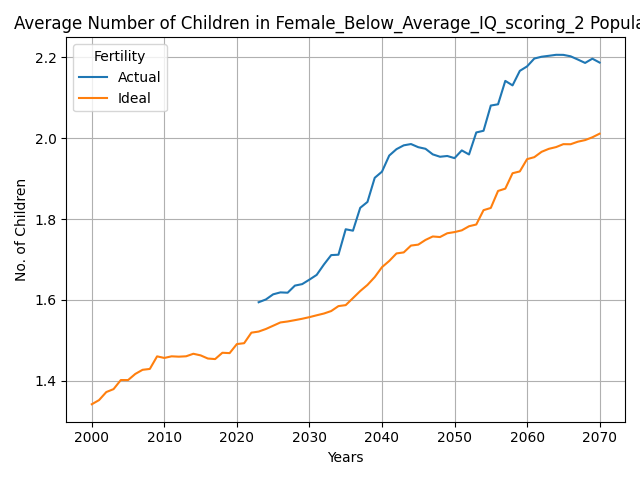 Average Number of Children in Female_Below_Average_IQ_scoring_2 Popula
Fertility
Actual
Ideal
No. of Children
2.2
2.0
1.8
1.6
1.4
2000 2010 2020 2030 2040 2050 2060 2070
Years